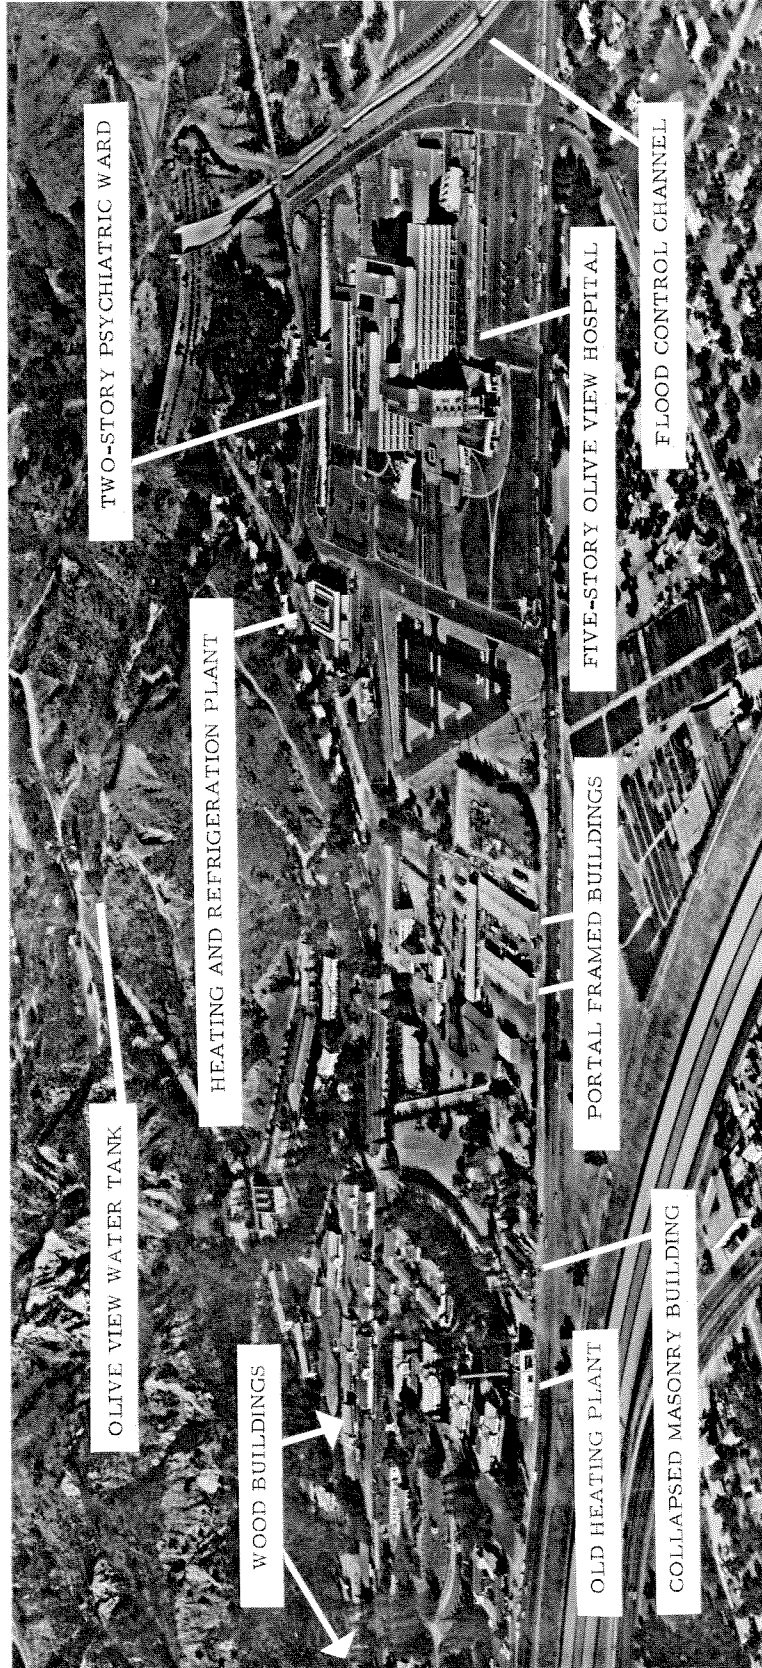 OLIVE VIEW WATER TANK
TWO-STORY PSYCHIATRIC WARD
HEATING AND REFRIGERATION PLANT
WOOD BUILDINGS
OLD HEATING PLANT
PORTAL FRAMED BUILDINGS
FIVE-STORY OLIVE VIEW HOSPITAL
COLLAPSED MASONRY BUILDING
FLOOD CONTROL CHANNEL